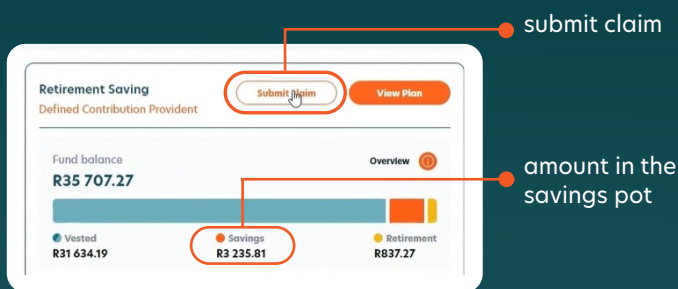 submit claim
Retirement Saving
Defined Contribution Provident
Submit Claim
View Plan
Fund balance
R35 707.27
Overview
amount in the
savings pot
Vested
Savings
Retirement
R31 634.19
R3 235.81
R837.27